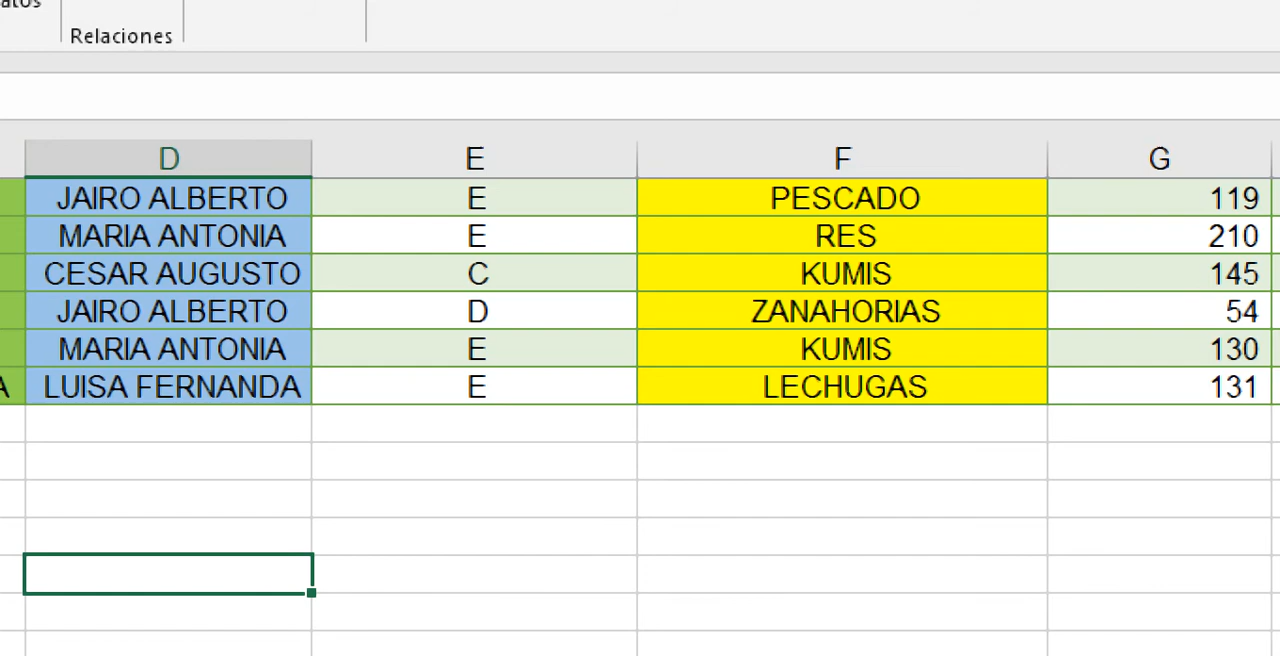 Relaciones
D E F G
JAIRO ALBERTO E PESCADO 119
MARIA ANTONIA E RES 210
CESAR AUGUSTO C KUMIS 145
JAIRO ALBERTO D ZANAHORIAS 54
MARIA ANTONIA E KUMIS 130
A LUISA FERNANDA E LECHUGAS 131